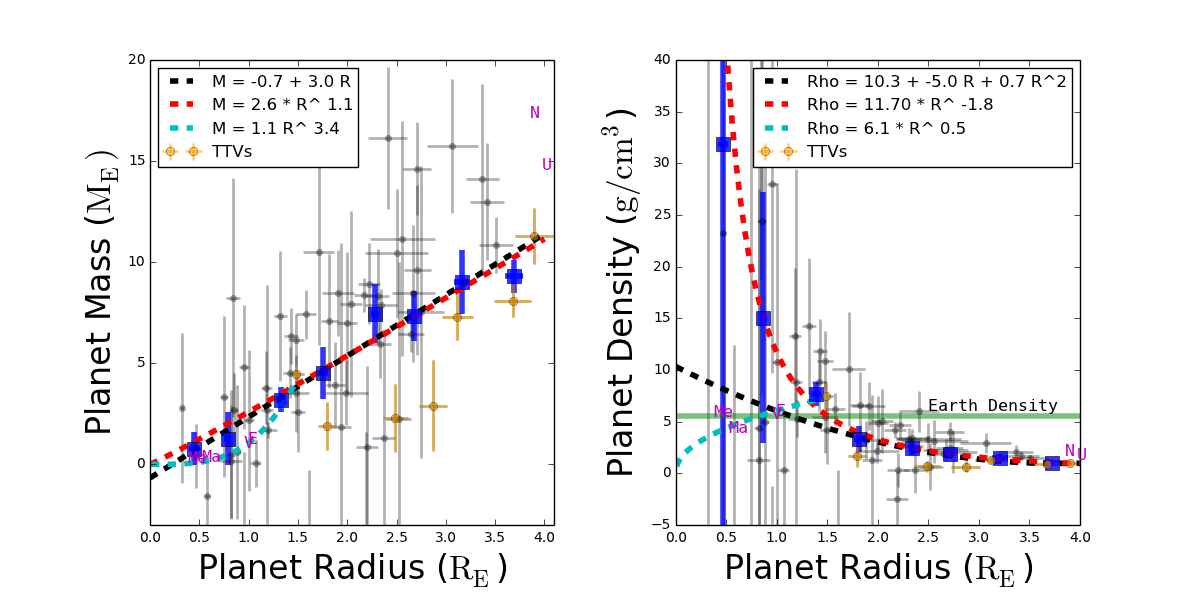 M = -0.7 + 3.0 R
M = 2.6 * R^ 1.1
M = 1.1 R^ 3.4
TTVs
N
U
V
E
Me
Ma
20
15
10
5
0
0.0 0.5 1.0 1.5 2.0 2.5 3.0 3.5 4.0
Planet Radius (R_E)
Planet Mass (M_E)
Rho = 10.3 + -5.0 R + 0.7 R^2
Rho = 11.70 * R^ -1.8
Rho = 6.1 * R^ 0.5
TTVs
Earth Density
Me
Ma
V
E
N
U
40
35
30
25
20
15
10
5
0
−5
0.0 0.5 1.0 1.5 2.0 2.5 3.0 3.5 4.0
Planet Radius (R_E)
Planet Density (g/cm³)